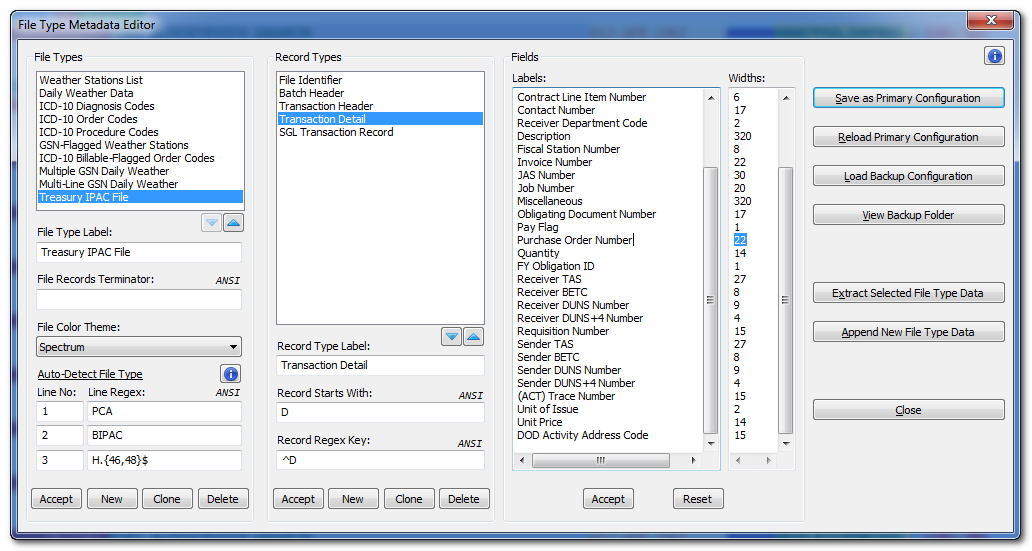 File Type Metadata Editor
File Types
Weather Stations List
Daily Weather Data
ICD-10 Diagnosis Codes
ICD-10 Order Codes
ICD-10 Procedure Codes
GSN-Flagged Weather Stations
ICD-10 Billable-Flagged Order Codes
Multiple GSN Daily Weather
Multi-Line GSN Daily Weather
Treasury IPAC File
File Type Label:
Treasury IPAC File
File Records Terminator: ANSI
File Color Theme:
Spectrum
Auto-Detect File Type
Line No: Line Regex: ANSI
1 PCA
2 BIPAC
3 H.{46,48}$
Accept New Clone Delete
Record Types
File Identifier
Batch Header
Transaction Header
Transaction Detail
SGL Transaction Record
Record Type Label:
Transaction Detail
Record Starts With: ANSI
D
Record Regex Key: ANSI
^D
Accept New Clone Delete
Fields
Labels: Widths:
Contract Line Item Number 6
Contact Number 17
Receiver Department Code 2
Description 320
Fiscal Station Number 8
Invoice Number 22
JAS Number 30
Job Number 20
Miscellaneous 320
Obligating Document Number 17
Pay Flag 1
Purchase Order Number 22
Quantity 14
FY Obligation ID 1
Receiver TAS 27
Receiver BETC 8
Receiver DUNS Number 9
Receiver DUNS+4 Number 4
Requisition Number 15
Sender TAS 27
Sender BETC 8
Sender DUNS Number 9
Sender DUNS+4 Number 4
(ACT) Trace Number 15
Unit of Issue 2
Unit Price 14
DOD Activity Address Code 15
Accept Reset
Save as Primary Configuration
Reload Primary Configuration
Load Backup Configuration
View Backup Folder
Extract Selected File Type Data
Append New File Type Data
Close